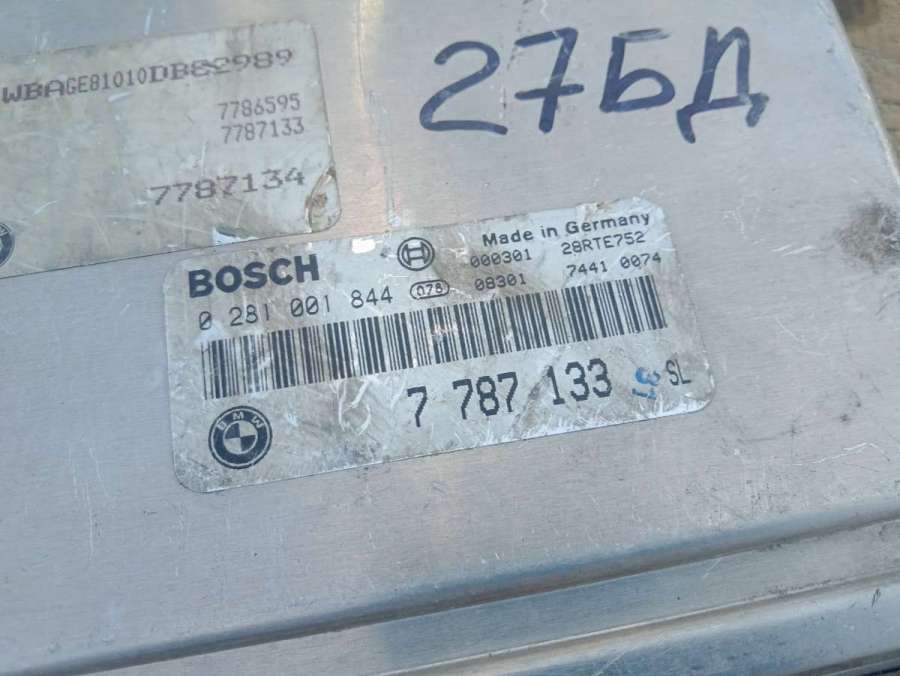 27БД
WBAGE81010DB82989
7786595
7787133
7787134
BOSCH
Made in Germany
000301 28RTE752
0 281 001 844 078 08301 7441 0074
7 787 133 SL
BMW